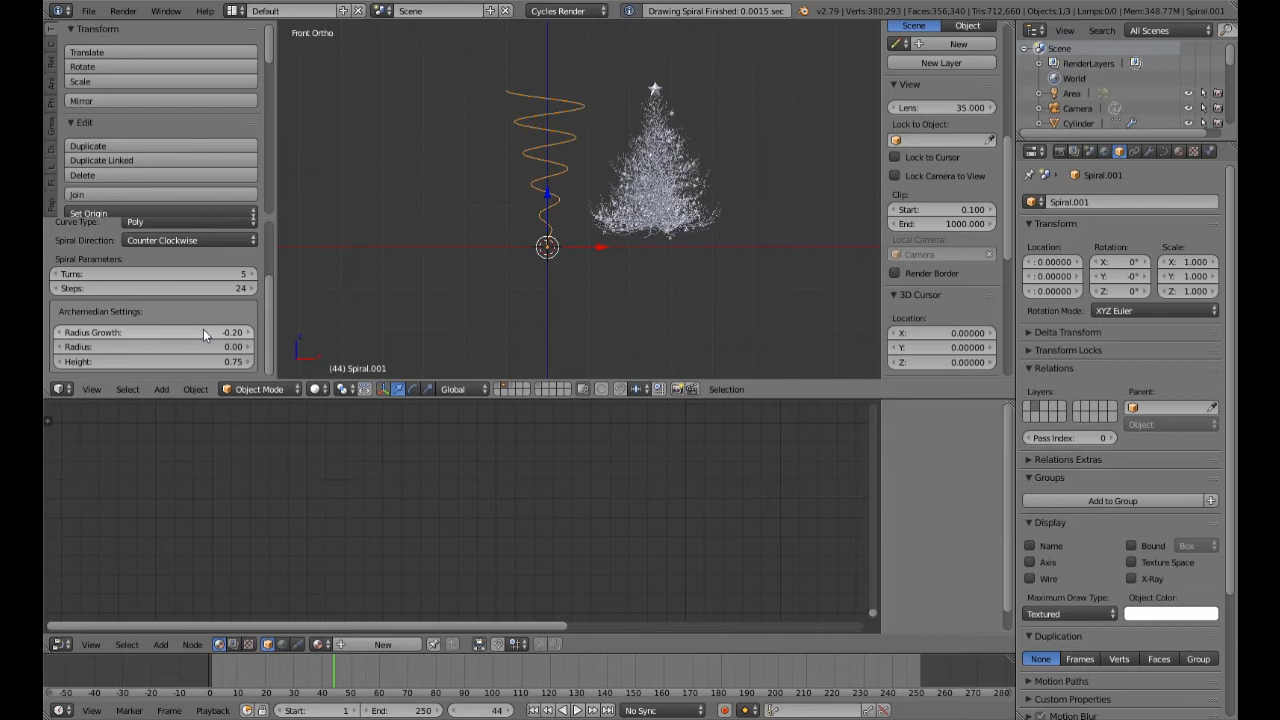 File Render Window Help Default Scene Cycles Render Drawing Spiral Finished: 0.0015 sec v2.79 | Verts:380,293 | Faces:356,340 | Tris:712,660 | Objects:1/3 | Lamps:0/0 | Mem:348.77M | Spiral.001
Transform
Translate
Rotate
Scale
Mirror
Edit
Duplicate
Duplicate Linked
Delete
Join
Set Origin
Curve Type: Poly
Spiral Direction: Counter Clockwise
Spiral Parameters:
Turns: 5
Steps: 24
Archemedian Settings:
Radius Growth: -0.20
Radius: 0.00
Height: 0.75
Front Ortho
(44) Spiral.001
Scene Object
New
New Layer
View
Lens: 35.000
Lock to Object:
Lock to Cursor
Lock Camera to View
Clip:
Start: 0.100
End: 1000.000
Local Camera:
Camera
Render Border
3D Cursor
Location:
X: 0.00000
Y: 0.00000
Z: 0.00000
View Search All Scenes
Scene
RenderLayers
World
Area
Camera
Cylinder
Spiral.001
Spiral.001
Transform
Location: Rotation: Scale:
: 0.00000 X: 0° X: 1.000
: 0.00000 Y: -0° Y: 1.000
: 0.00000 Z: 0° Z: 1.000
Rotation Mode: XYZ Euler
Delta Transform
Transform Locks
Relations
Layers: Parent:
Object
Pass Index: 0
Relations Extras
Groups
Add to Group
Display
Name Bound Box
Axis Texture Space
Wire X-Ray
Maximum Draw Type: Object Color:
Textured
Duplication
None Frames Verts Faces Group
Motion Paths
Custom Properties
Motion Blur
View Select Add Object Object Mode Global Selection
View Select Add Node New
-50 -40 -30 -20 -10 0 10 20 30 40 50 60 70 80 90 100 110 120 130 140 150 160 170 180 190 200 210 220 230 240 250 260 270 280
View Marker Frame Playback Start: 1 End: 250 44 No Sync